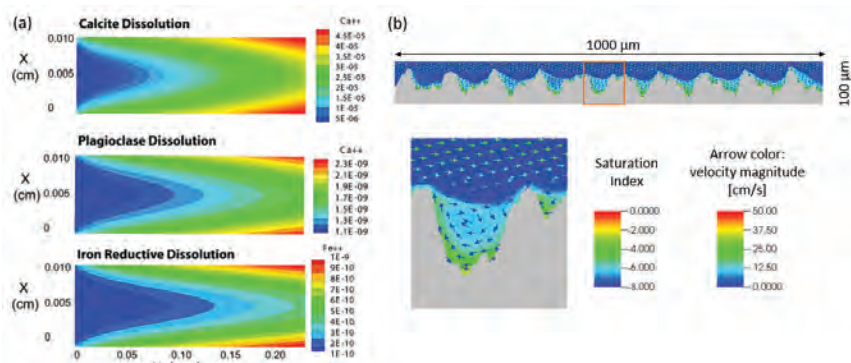 (a)
Calcite Dissolution
Ca++
0.010
X
(cm)
0.005
0
4.5E-05
4E-05
3.5E-05
3E-05
2.5E-05
2E-05
1.5E-05
1E-05
5E-06
Plagioclase Dissolution
Ca++
0.010
X
(cm)
0.005
0
2.3E-09
2.1E-09
1.9E-09
1.7E-09
1.5E-09
1.3E-09
1.1E-09
Iron Reductive Dissolution
Fe++
0.010
X
(cm)
0.005
0
1E-9
9E-10
8E-10
7E-10
6E-10
5E-10
4E-10
3E-10
2E-10
1E-10
0 0.05 0.10 0.15 0.20
(b)
1000 µm
100 µm
Saturation
Index
0.0000
-2.000
-4.000
-6.000
-8.000
Arrow color:
velocity magnitude
[cm/s]
50.00
37.50
25.00
12.50
0.000